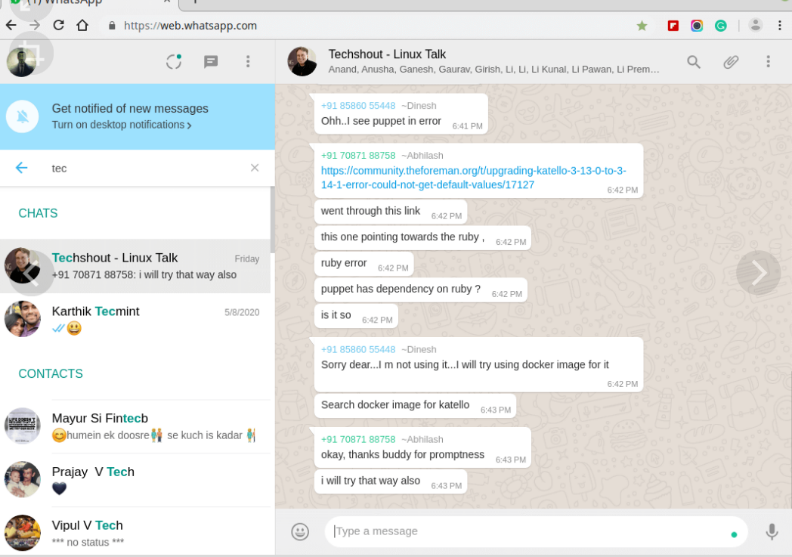 (1) WhatsApp
https://web.whatsapp.com
Get notified of new messages
Turn on desktop notifications >
tec
CHATS
Techshout - Linux Talk
Friday
+91 70871 88758: i will try that way also
Karthik Tecmint
5/8/2020
CONTACTS
Mayur Si Fintecb
😊humein ek doosre👬 se kuch is kadar
Prajay V Tech
Vipul V Tech
*** no status ***
Techshout - Linux Talk
Anand, Anusha, Ganesh, Gaurav, Girish, Li, Li, Li Kunal, Li Pawan, Li Prem...
+91 85860 55448 ~Dinesh
Ohh..I see puppet in error
6:41 PM
+91 70871 88758 ~Abhilash
https://community.theforeman.org/t/upgrading-katello-3-13-0-to-3-
14-1-error-could-not-get-default-values/17127
6:42 PM
went through this link 6:42 PM
this one pointing towards the ruby , 6:42 PM
ruby error 6:42 PM
puppet has dependency on ruby ? 6:42 PM
is it so 6:42 PM
+91 85860 55448 ~Dinesh
Sorry dear...I m not using it...I will try using docker image for it
6:42 PM
Search docker image for katello 6:43 PM
+91 70871 88758 ~Abhilash
okay, thanks buddy for promptness 6:43 PM
i will try that way also 6:43 PM
Type a message